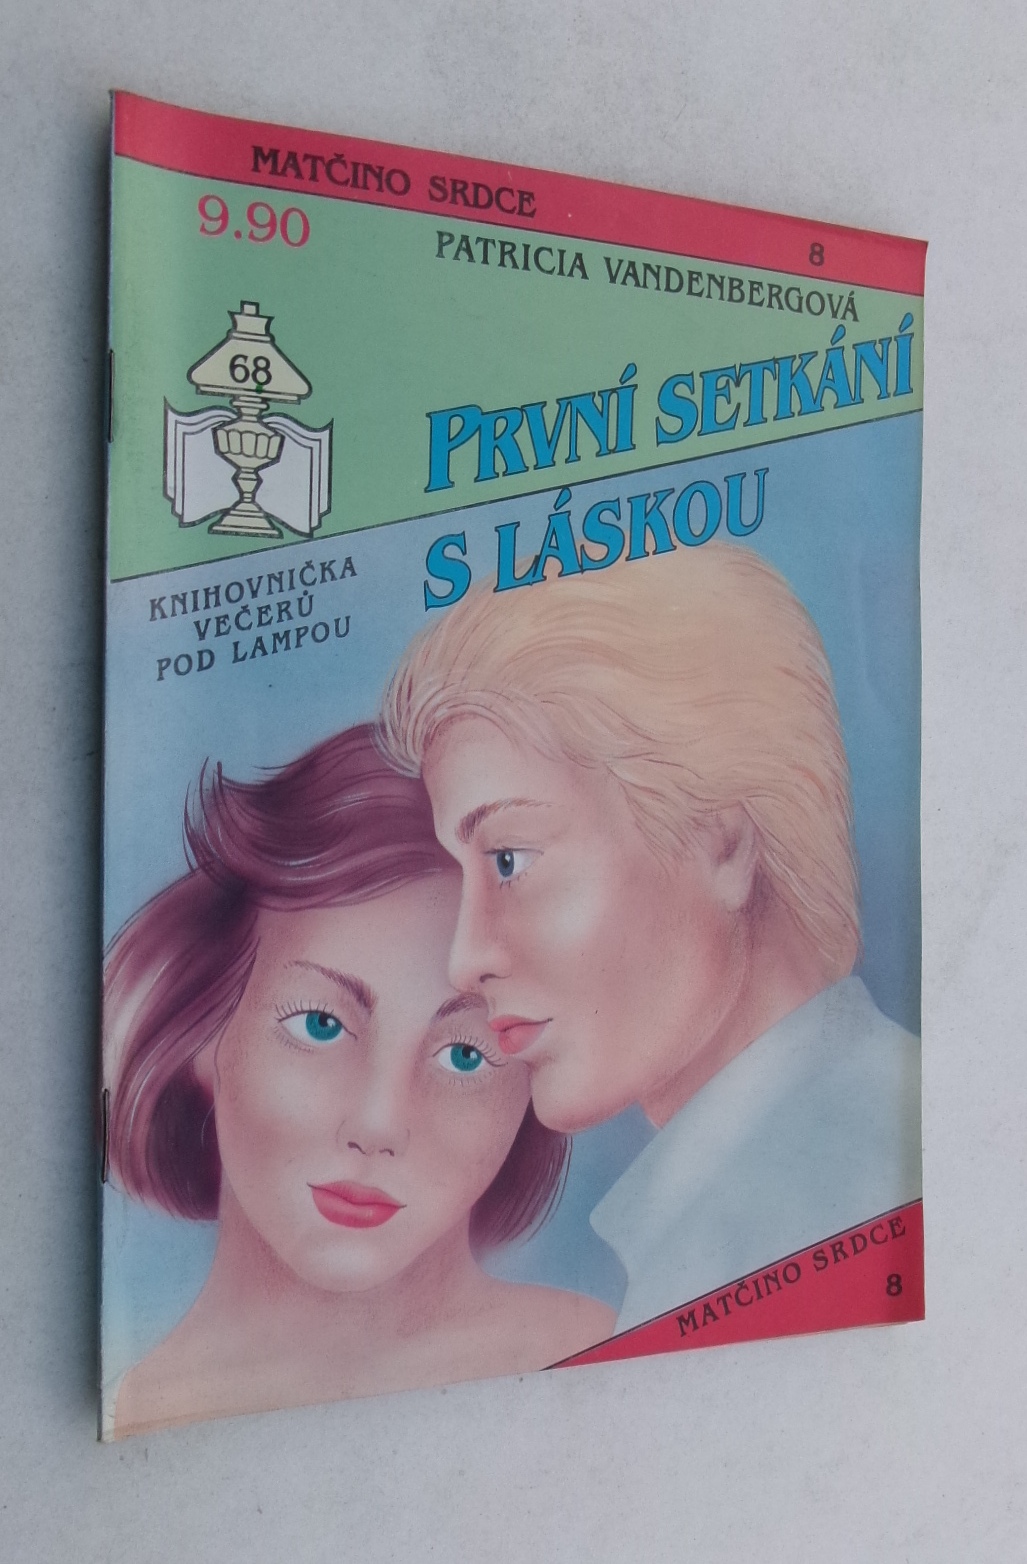 MATČINO SRDCE
8
9.90
PATRICIA VANDENBERGOVÁ
68
PRVNÍ SETKÁNÍ
S LÁSKOU
KNIHOVNIČKA
VEČERŮ
POD LAMPOU
MATČINO SRDCE
8